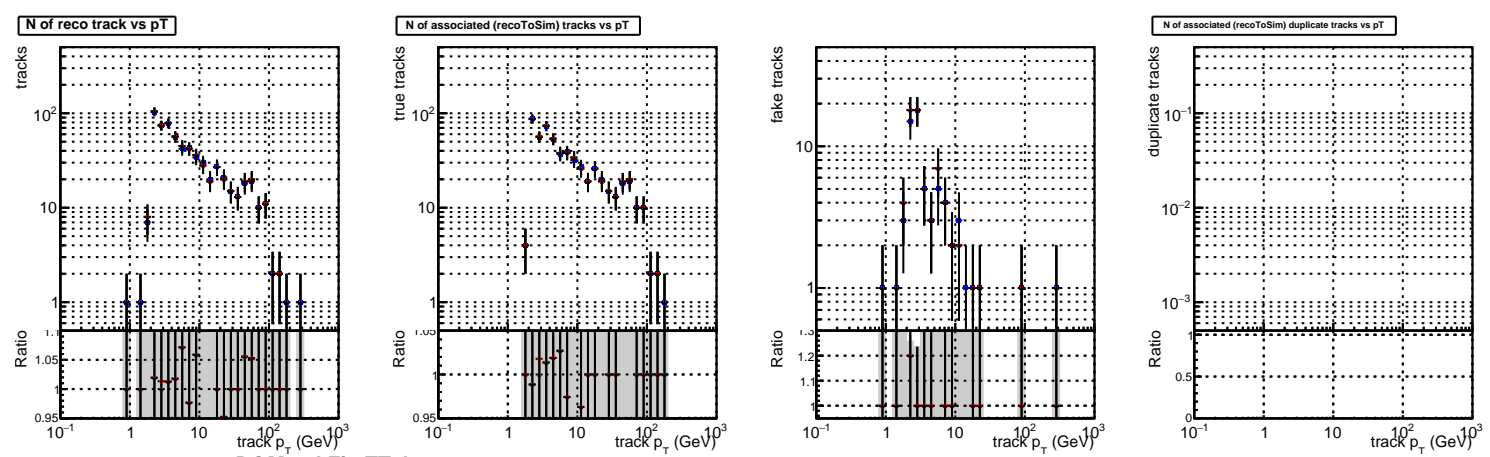 N of reco track vs pT
tracks
10²
10
1
Ratio
1.1
1.05
1
0.95
10⁻¹ 1 10 10² 10³
track p_T (GeV)
N of associated (recoToSim) tracks vs pT
true tracks
10²
10
1
Ratio
1.05
1
0.95
10⁻¹ 1 10 10² 10³
track p_T (GeV)
fake tracks
10
1
Ratio
1.3
1.2
1.1
1
10⁻¹ 1 10 10² 10³
track p_T (GeV)
N of associated (recoToSim) duplicate tracks vs pT
duplicate tracks
10⁻¹
10⁻²
10⁻³
Ratio
1
0.5
0
10⁻¹ 1 10 10² 10³
track p_T (GeV)